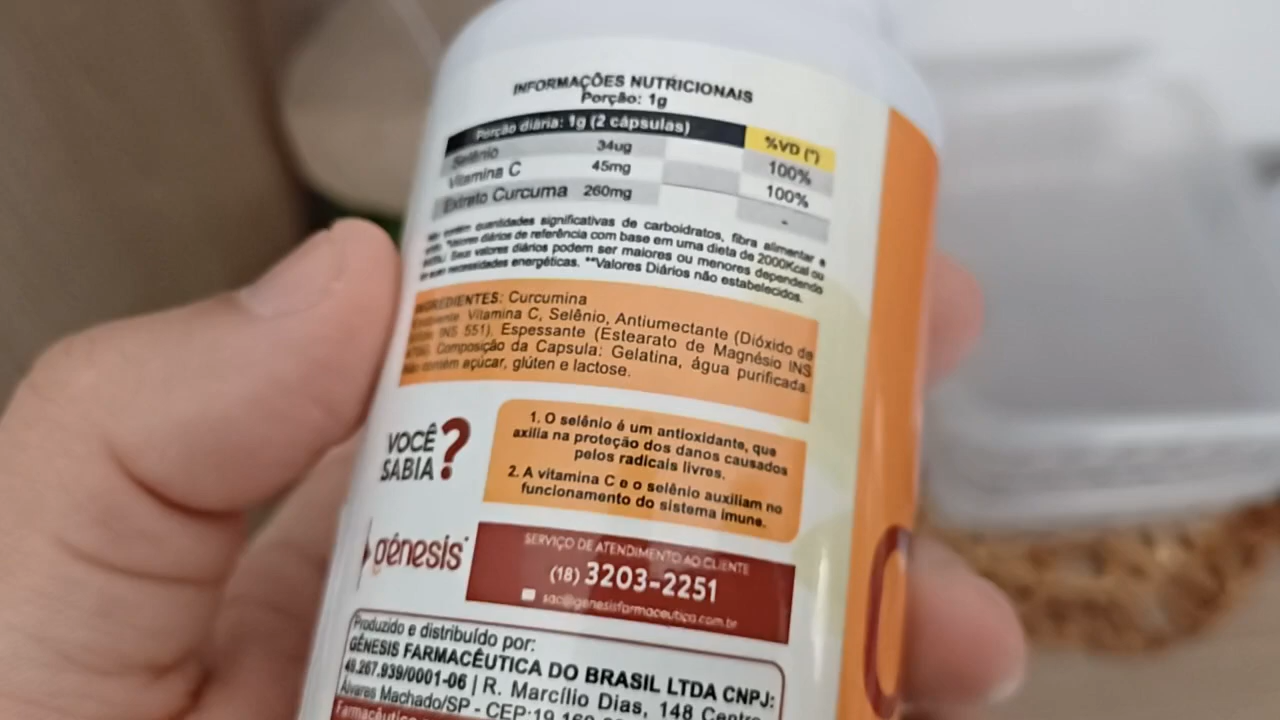 INFORMAÇÕES NUTRICIONAIS
Porção: 1g
Porção diária: 1g (2 cápsulas) %VD (*)
Selênio 34ug 100%
Vitamina C 45mg 100%
Extrato Curcuma 260mg -
quantidades significativas de carboidratos, fibra alimentar e
diários de referência com base em uma dieta de 2000Kcal ou
Seus valores diários podem ser maiores ou menores dependendo
necessidades energéticas. **Valores Diários não estabelecidos.
INGREDIENTES: Curcumina
Vitamina C, Selênio, Antiumectante (Dióxido de
INS 551), Espessante (Estearato de Magnésio INS
Composição da Capsula: Gelatina, água purificada.
Não contém açúcar, glúten e lactose.
VOCÊ
SABIA?
1. O selênio é um antioxidante, que
axilia na proteção dos danos causados
pelos radicais livres.
2. A vitamina C e o selênio auxiliam no
funcionamento do sistema imune.
gênesis
SERVIÇO DE ATENDIMENTO AO CLIENTE
(18) 3203-2251
sac@genesisfarmaceutica.com.br
Produzido e distribuído por:
GÊNESIS FARMACÊUTICA DO BRASIL LTDA CNPJ:
49.267.939/0001-06 | R. Marcílio Dias, 148 Centro
Álvares Machado/SP - CEP:19.160
Farmacêutico